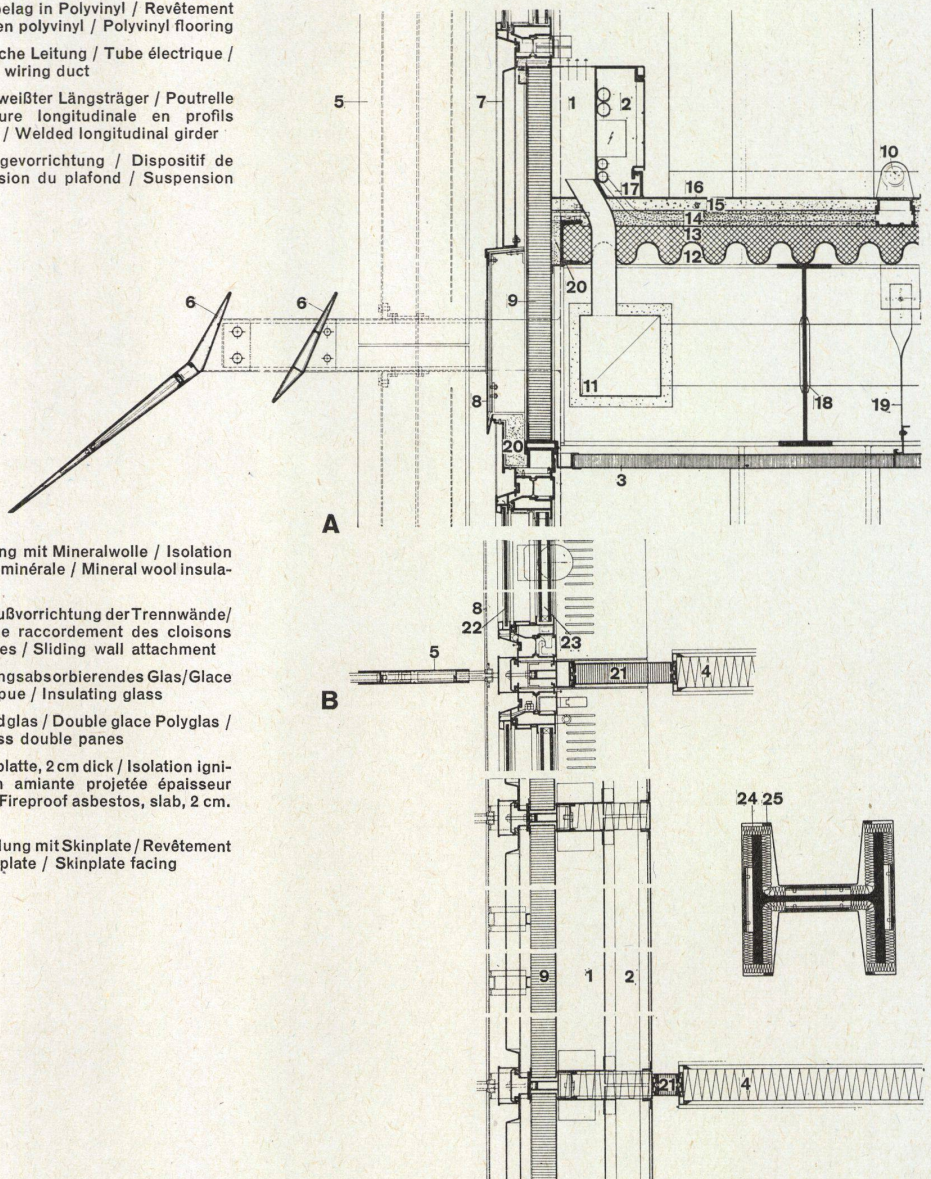 elag in Polyvinyl / Revêtement
en polyvinyl / Polyvinyl flooring
che Leitung / Tube électrique /
wiring duct
weißter Längsträger / Poutrelle
ure longitudinale en profils
/ Welded longitudinal girder
gevorrichtung / Dispositif de
sion du plafond / Suspension
ng mit Mineralwolle / Isolation
minérale / Mineral wool insula-
ußvorrichtung der Trennwände/
e raccordement des cloisons
es / Sliding wall attachment
ngsabsorbierendes Glas/Glace
pue / Insulating glass
dglas / Double glace Polyglas /
ss double panes
platte, 2 cm dick / Isolation igni-
n amiante projetée épaisseur
Fireproof asbestos, slab, 2 cm.
lung mit Skinplate / Revêtement
plate / Skinplate facing
5
7
1
2
10
17
16
15
14
13
12
20
6
6
9
11
8
18
19
20
3
A
8
22
23
5
21
4
B
24 25
9
1
2
21
4